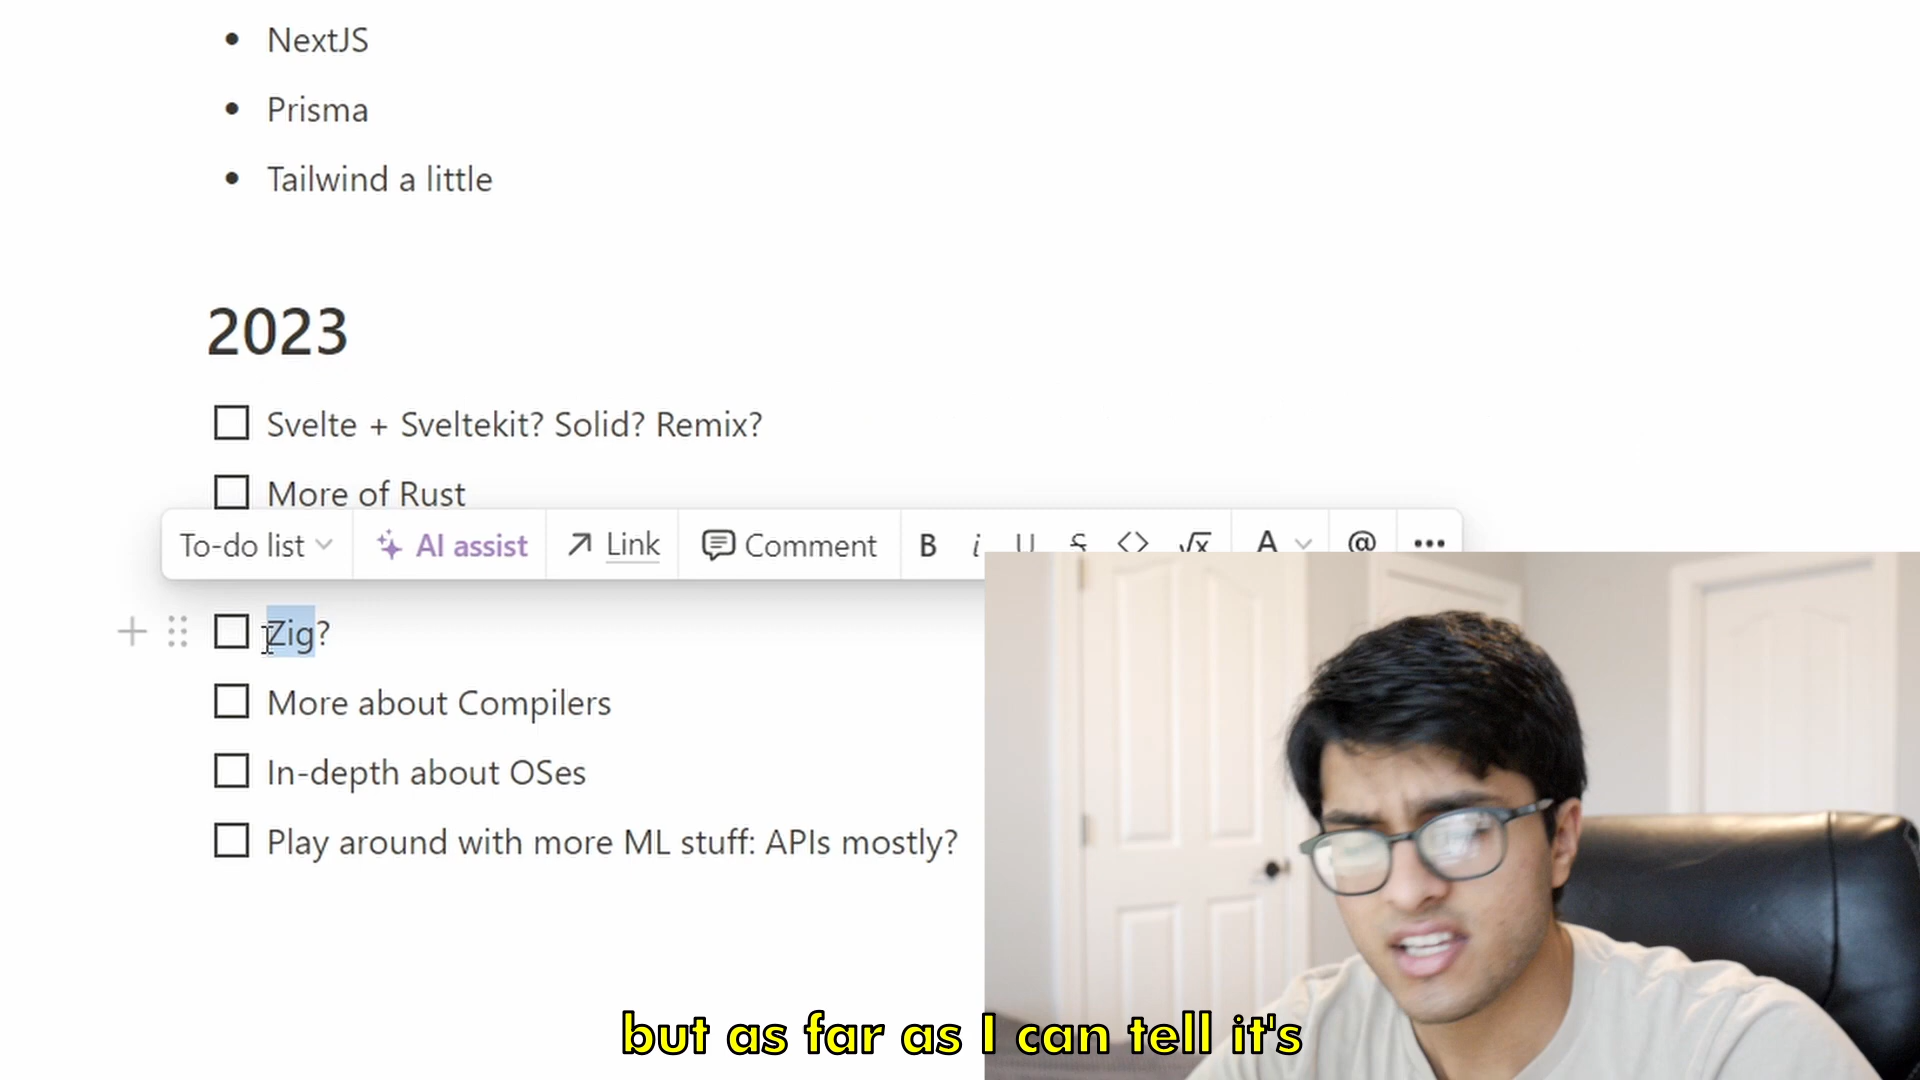 NextJS
Prisma
Tailwind a little
2023
Svelte + Sveltekit? Solid? Remix?
More of Rust
To-do list AI assist Link Comment B i U S <> √x A @ •••
Zig?
More about Compilers
In-depth about OSes
Play around with more ML stuff: APIs mostly?
but as far as I can tell it's